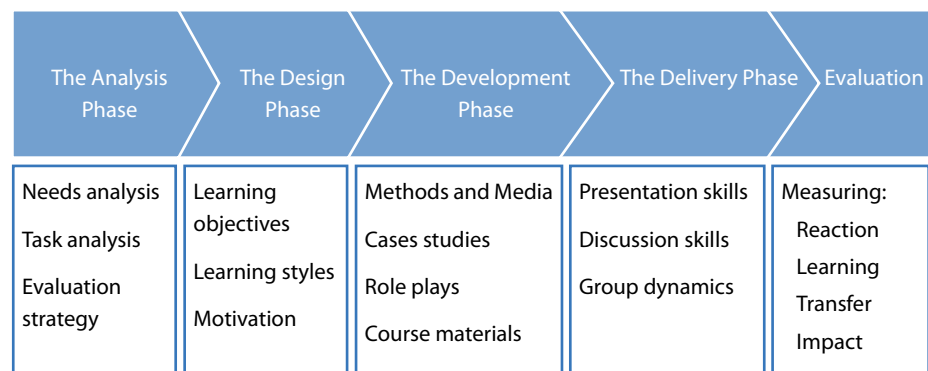 The Analysis
Phase
The Design
Phase
The Development
Phase
The Delivery Phase
Evaluation
Needs analysis
Task analysis
Evaluation
strategy
Learning
objectives
Learning styles
Motivation
Methods and Media
Cases studies
Role plays
Course materials
Presentation skills
Discussion skills
Group dynamics
Measuring:
Reaction
Learning
Transfer
Impact